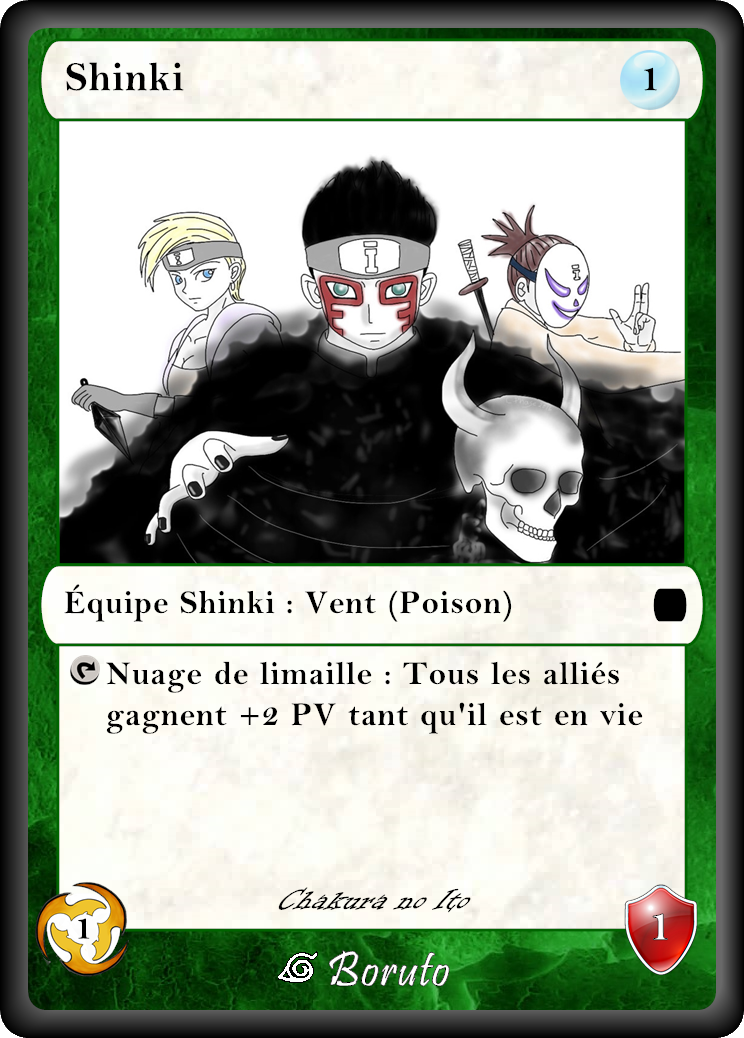 Shinki
1
Équipe Shinki : Vent (Poison)
Nuage de limaille : Tous les alliés
gagnent +2 PV tant qu'il est en vie
Chakura no Ito
1
1
Boruto